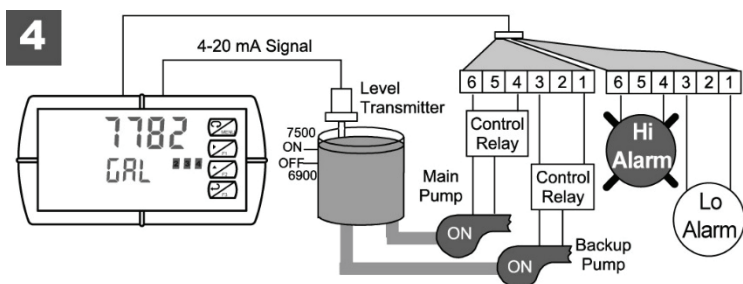 4
4-20 mA Signal
7782
GAL
Level
Transmitter
7500
ON
OFF
6900
6 5 4 3 2 1
6 5 4 3 2 1
Control
Relay
Control
Relay
Main
Pump
ON
ON
Backup
Pump
Hi
Alarm
Lo
Alarm